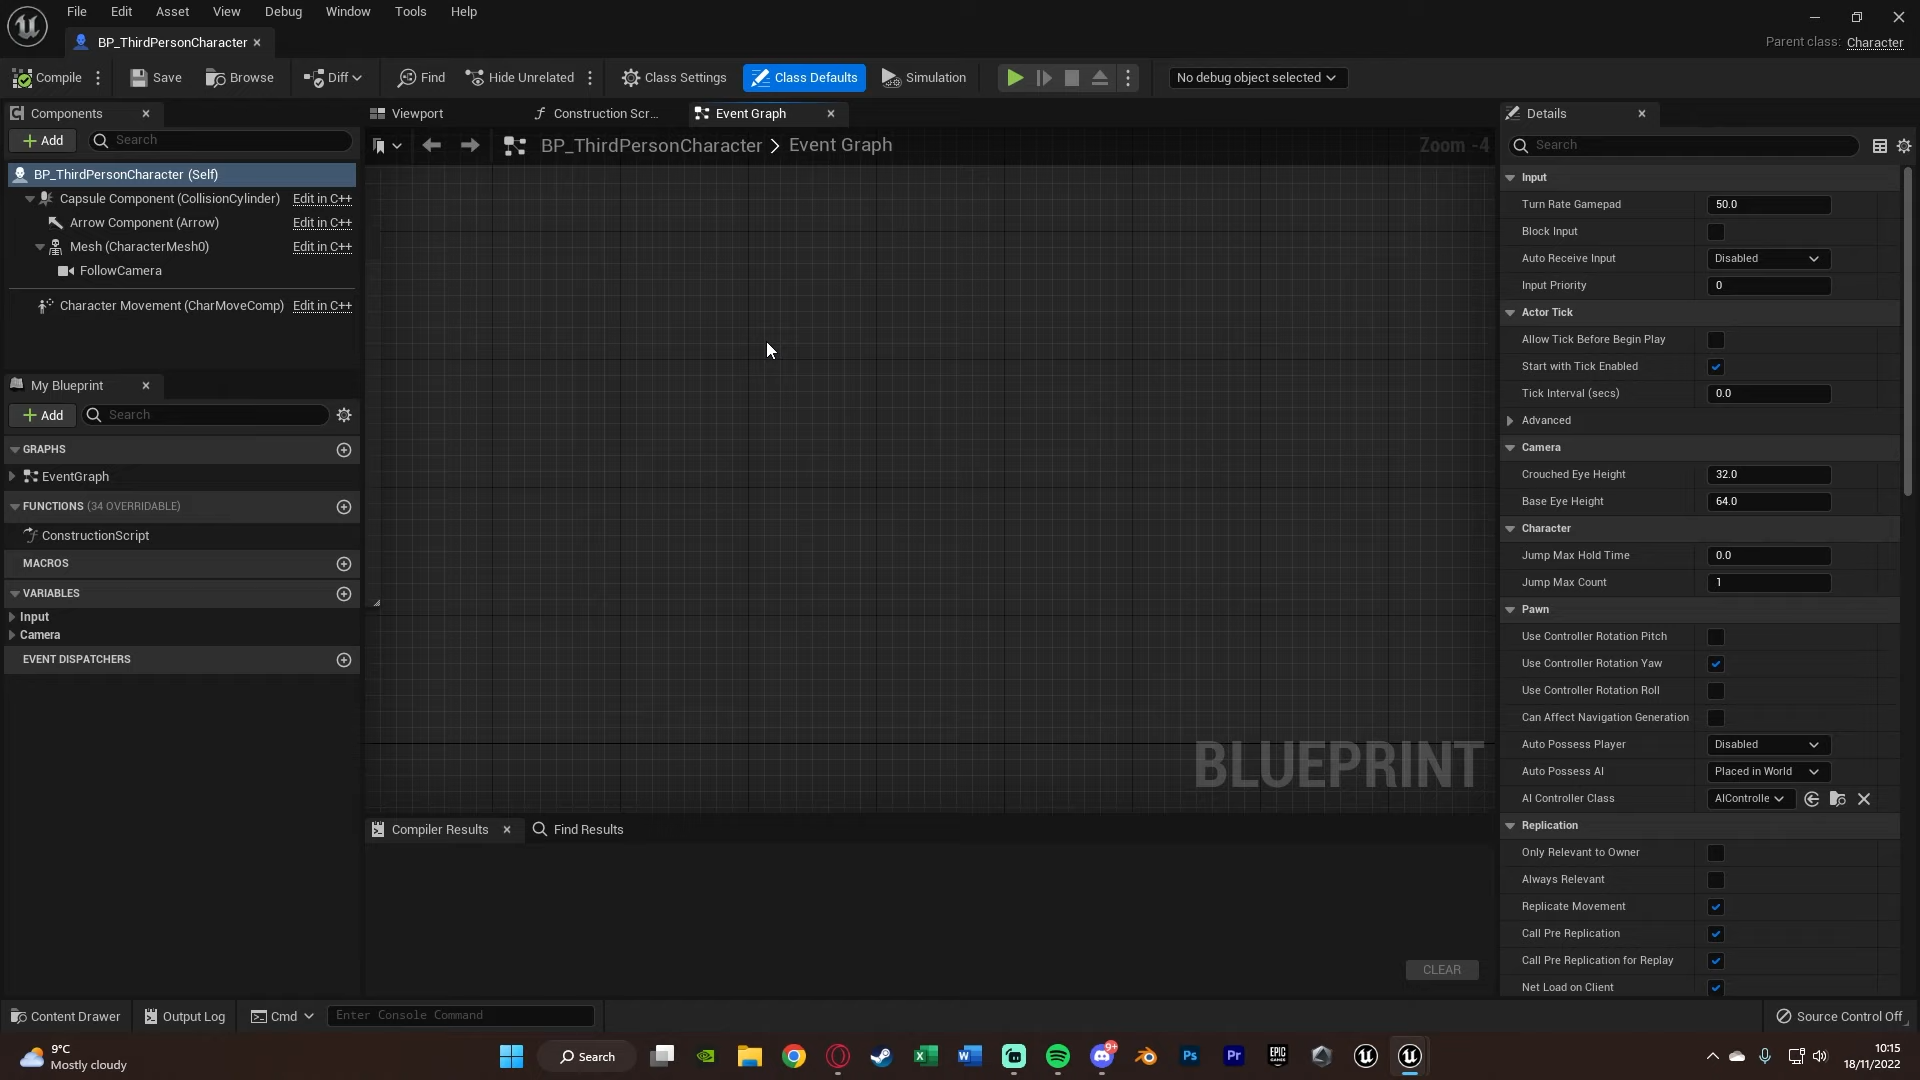 File Edit Asset View Debug Window Tools Help
BP_ThirdPersonCharacter
Parent class: Character
Compile Save Browse Diff Find Hide Unrelated Class Settings Class Defaults Simulation No debug object selected
Components
Add Search
BP_ThirdPersonCharacter (Self)
Capsule Component (CollisionCylinder) Edit in C++
Arrow Component (Arrow) Edit in C++
Mesh (CharacterMesh0) Edit in C++
FollowCamera
Character Movement (CharMoveComp) Edit in C++
My Blueprint
Add Search
GRAPHS
EventGraph
FUNCTIONS (34 OVERRIDABLE)
ConstructionScript
MACROS
VARIABLES
Input
Camera
EVENT DISPATCHERS
Viewport Construction Scr... Event Graph
BP_ThirdPersonCharacter > Event Graph Zoom -4
BLUEPRINT
Compiler Results Find Results
CLEAR
Details
Search
Input
Turn Rate Gamepad 50.0
Block Input
Auto Receive Input Disabled
Input Priority 0
Actor Tick
Allow Tick Before Begin Play
Start with Tick Enabled
Tick Interval (secs) 0.0
Advanced
Camera
Crouched Eye Height 32.0
Base Eye Height 64.0
Character
Jump Max Hold Time 0.0
Jump Max Count 1
Pawn
Use Controller Rotation Pitch
Use Controller Rotation Yaw
Use Controller Rotation Roll
Can Affect Navigation Generation
Auto Possess Player Disabled
Auto Possess AI Placed in World
AI Controller Class AIControlle
Replication
Only Relevant to Owner
Always Relevant
Replicate Movement
Call Pre Replication
Call Pre Replication for Replay
Net Load on Client
Content Drawer Output Log Cmd Enter Console Command Source Control Off
9°C
Mostly cloudy
Search
9+
Ps
Pr
EPIC
GAMES
10:15
18/11/2022